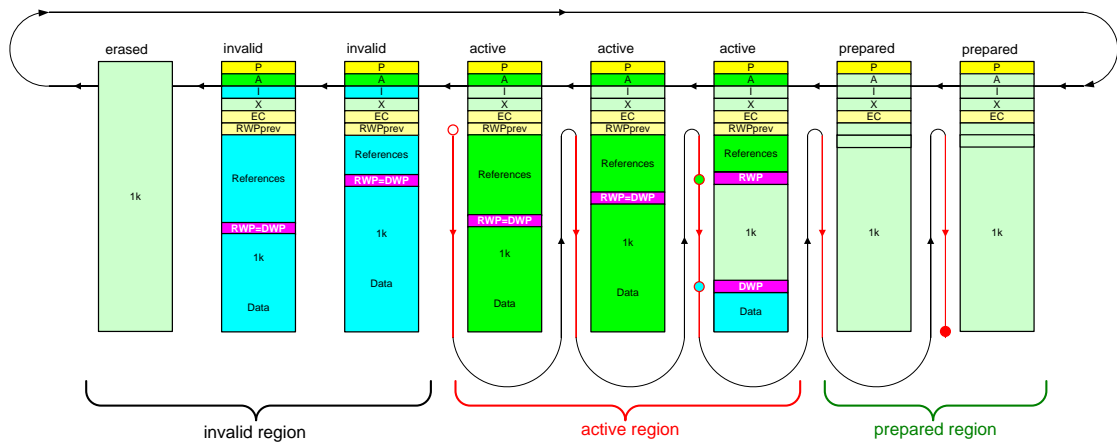 erased
1k
invalid
P
A
I
X
EC
RWPprev
References
RWP=DWP
1k
Data
invalid
P
A
I
X
EC
RWPprev
References
RWP=DWP
1k
Data
active
P
A
I
X
EC
RWPprev
References
RWP=DWP
1k
Data
active
P
A
I
X
EC
RWPprev
References
RWP=DWP
1k
Data
active
P
A
I
X
EC
RWPprev
References
RWP
1k
DWP
Data
prepared
P
A
I
X
EC
1k
prepared
P
A
I
X
EC
1k
invalid region
active region
prepared region